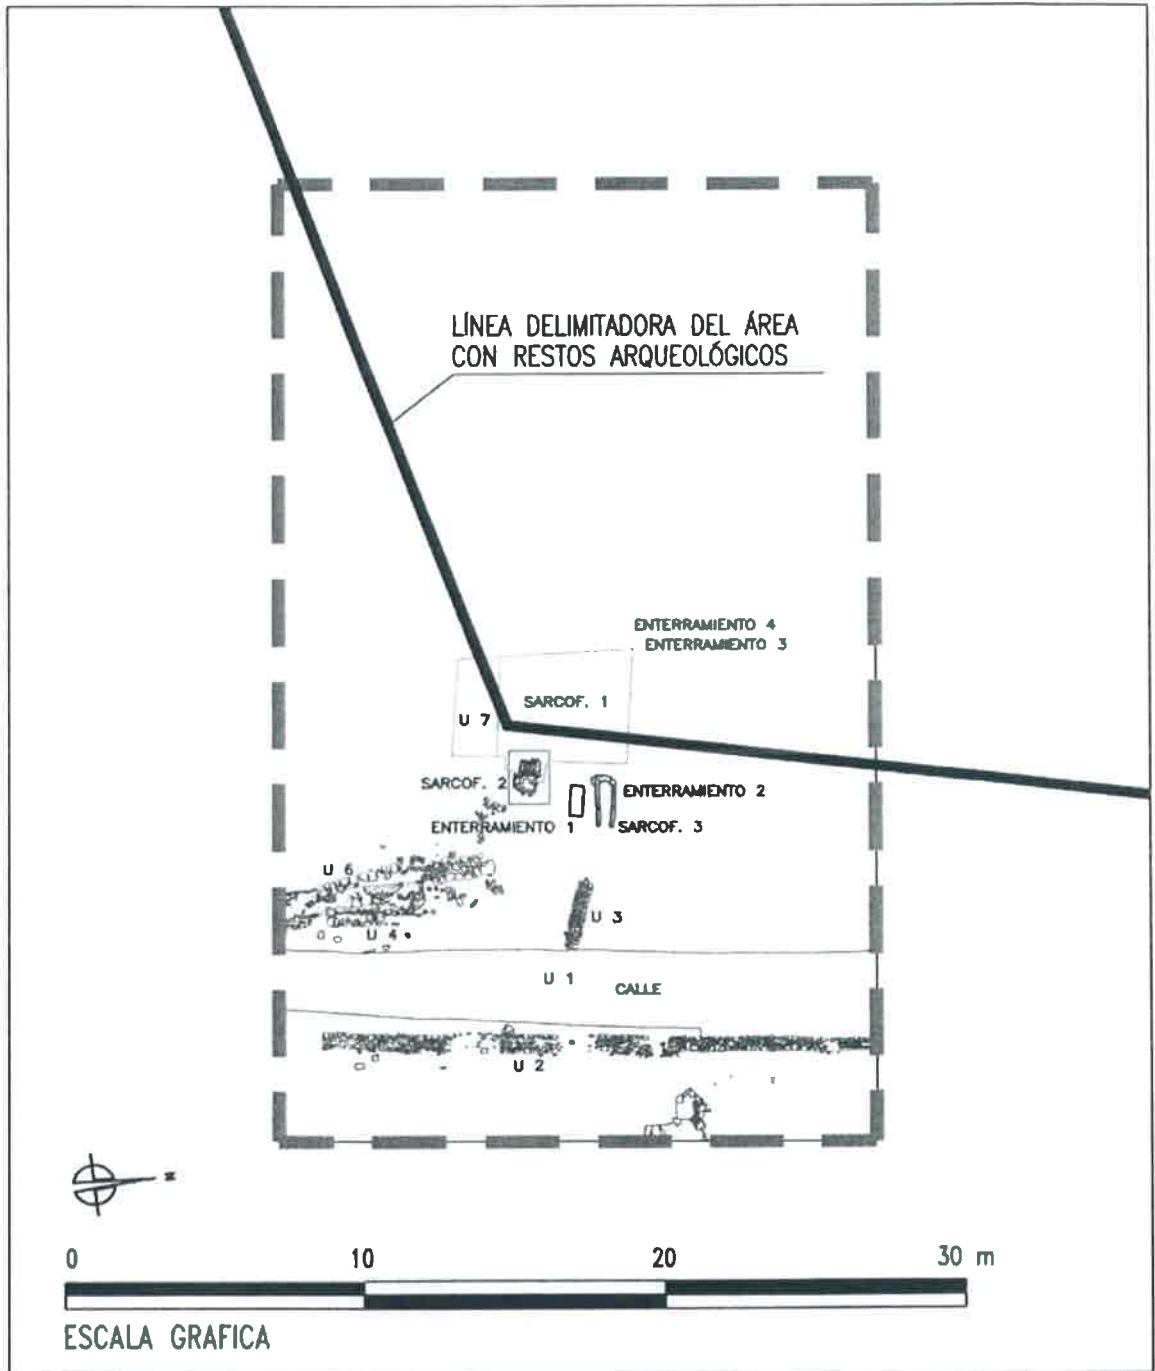 LÍNEA DELIMITADORA DEL ÁREA
CON RESTOS ARQUEOLÓGICOS
ENTERRAMIENTO 4
ENTERRAMIENTO 3
SARCOF. 1
U 7
SARCOF. 2
ENTERRAMIENTO 2
ENTERRAMIENTO 1
SARCOF. 3
U 6
U 3
U 4
U 1
CALLE
U 2
N
0 10 20 30 m
ESCALA GRAFICA